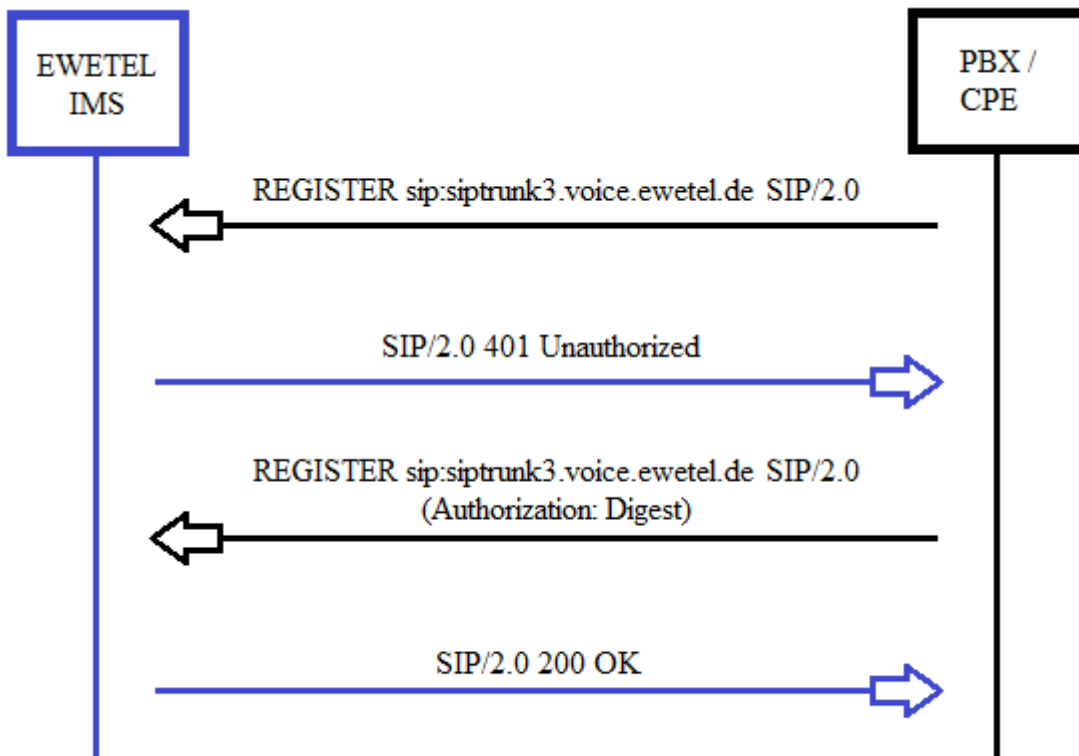 EWETEL
IMS
PBX /
CPE
REGISTER sip:siptrunk3.voice.ewetel.de SIP/2.0
SIP/2.0 401 Unauthorized
REGISTER sip:siptrunk3.voice.ewetel.de SIP/2.0
(Authorization: Digest)
SIP/2.0 200 OK